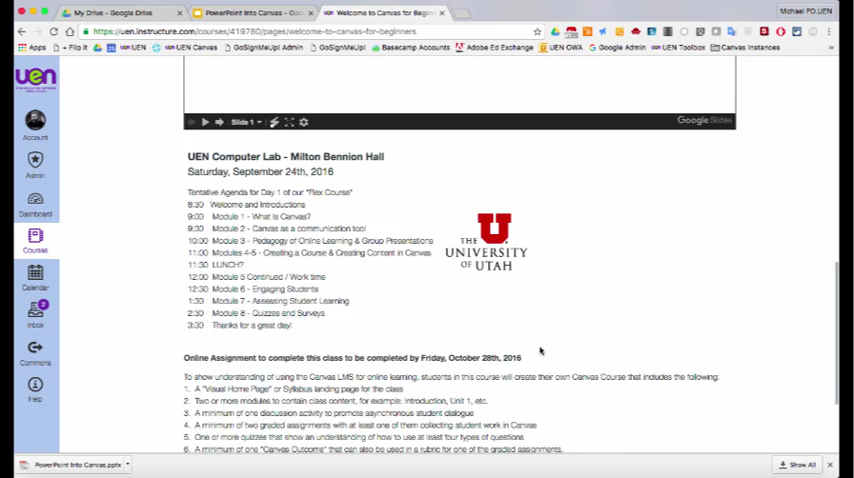 My Drive - Google Drive
PowerPoint Into Canvas - Go
Welcome to Canvas for Begin
Michael PD:UEN
https://uen.instructure.com/courses/419780/pages/welcome-to-canvas-for-beginners
Apps
+ Flip It
UEN
UEN Canvas
GoSignMeUp! Admin
GoSignMeUp!
Basecamp Accounts
Adobe Ed Exchange
UEN OWA
Google Admin
UEN Toolbox
Canvas Instances
uen
Account
Admin
Dashboard
Courses
Calendar
2
Inbox
Commons
Help
Slide 1
Google Slides
UEN Computer Lab - Milton Bennion Hall
Saturday, September 24th, 2016
Tentative Agenda for Day 1 of our "Flex Course"
8:30 Welcome and Introductions
9:00 Module 1 - What Is Canvas?
9:30 Module 2 - Canvas as a communication tool
10:00 Module 3 - Pedagogy of Online Learning & Group Presentations
11:00 Modules 4-5 - Creating a Course & Creating Content in Canvas
11:30 LUNCH?
12:00 Module 5 Continued / Work time
12:30 Module 6 - Engaging Students
1:30 Module 7 - Assessing Student Learning
2:30 Module 8 - Quizzes and Surveys
3:30 Thanks for a great day!
U
THE
UNIVERSITY
OF UTAH
Online Assignment to complete this class to be completed by Friday, October 28th, 2016
To show understanding of using the Canvas LMS for online learning, students in this course will create their own Canvas Course that includes the following:
1. A "Visual Home Page" or Syllabus landing page for the class
2. Two or more modules to contain class content, for example: Introduction, Unit 1, etc.
3. A minimum of one discussion activity to promote asynchronous student dialogue
4. A minimum of two graded assignments with at least one of them collecting student work in Canvas
5. One or more quizzes that show an understanding of how to use at least four types of questions
6. A minimum of one "Canvas Outcome" that can also be used in a rubric for one of the graded assignments.
PowerPoint Into Canvas.pptx
Show All